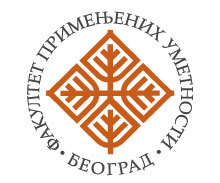 ФАКУЛТЕТ ПРИМЕЊЕНИХ УМЕТНОСТИ
• БЕОГРАД •